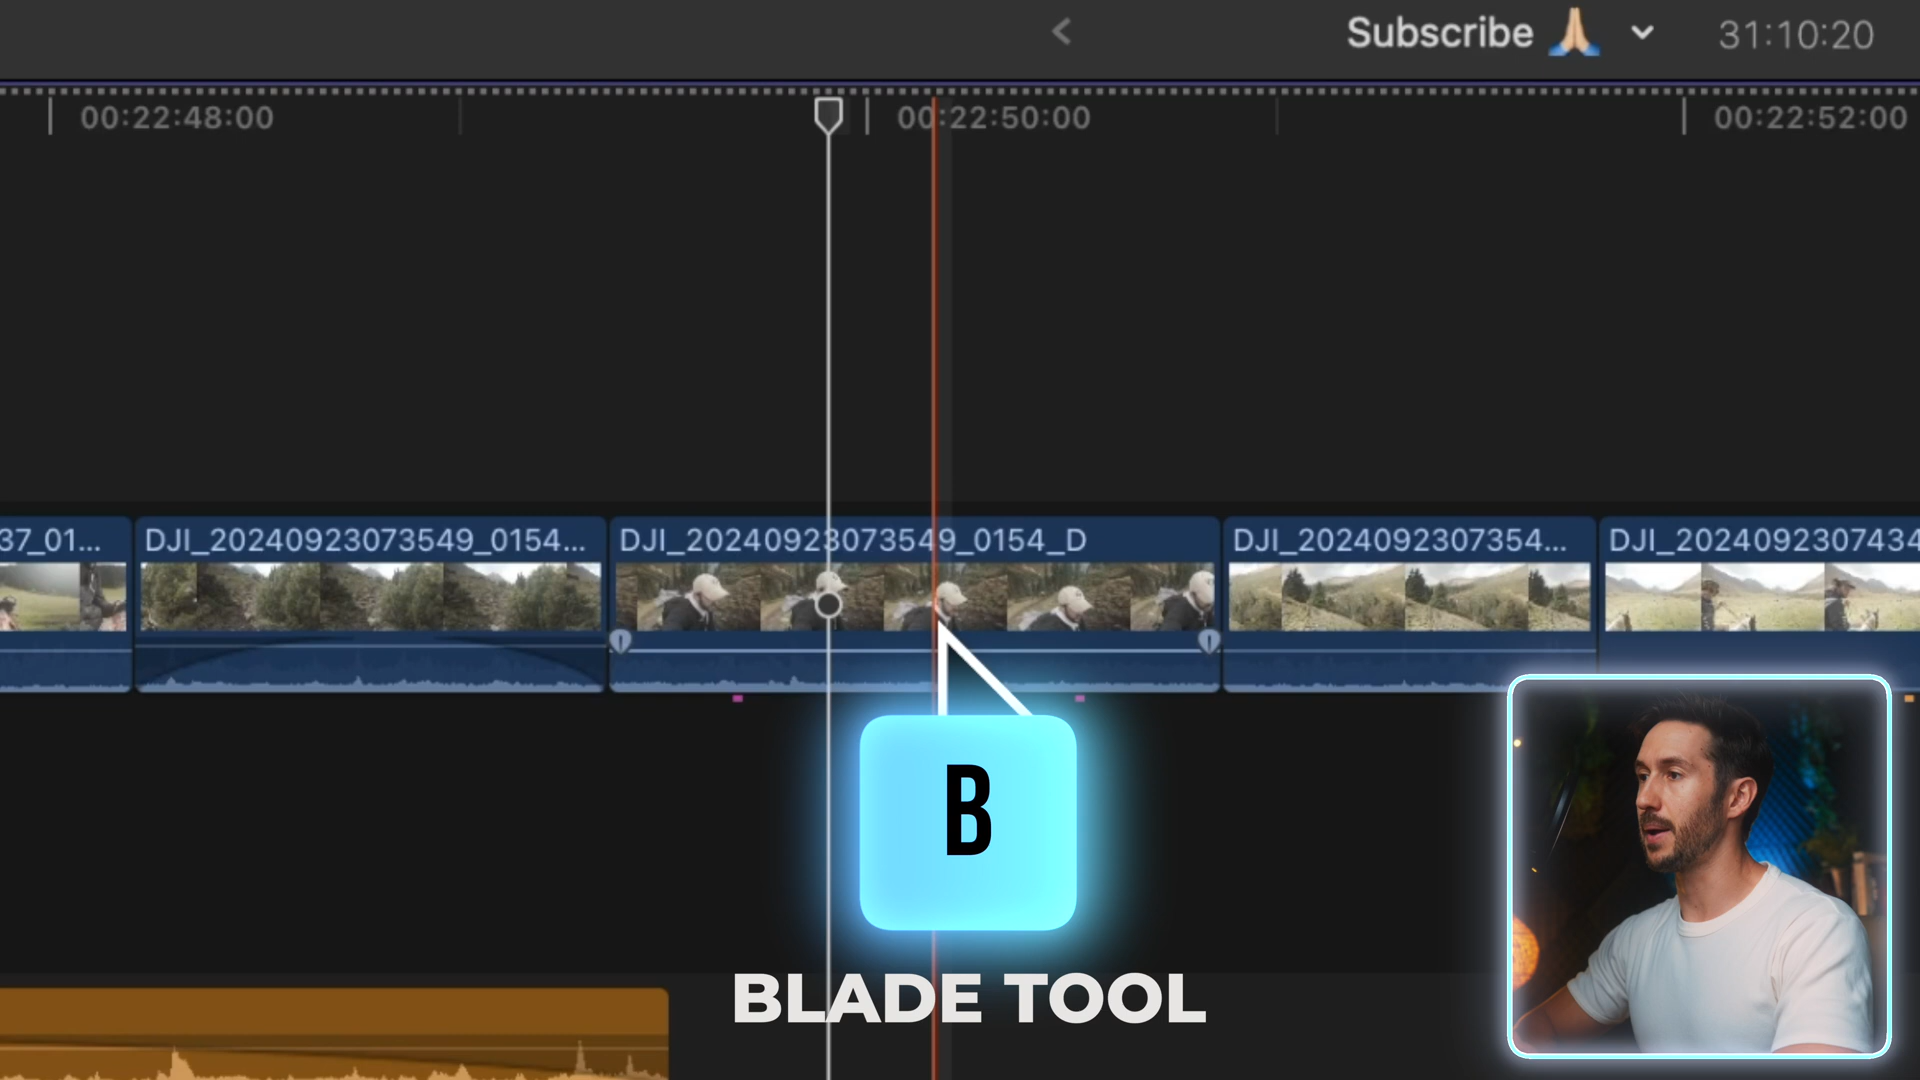 Subscribe 🙏🏼
31:10:20
00:22:48:00
00:22:50:00
00:22:52:00
37_01...
DJI_20240923073549_0154...
DJI_20240923073549_0154_D
DJI_2024092307354...
DJI_2024092307434
B
BLADE TOOL